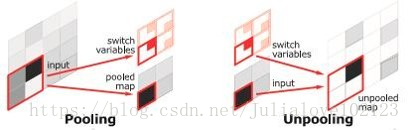 switch
variables
input
pooled
map
Pooling
switch
variables
input
unpooled
map
Unpooling
https://blog.csdn.net/Julialove102123